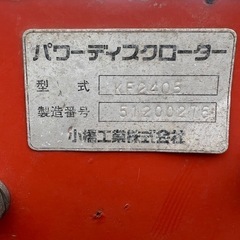 パワーディスクローター
型式 KF2405
製造番号 51200276
小橋工業株式会社